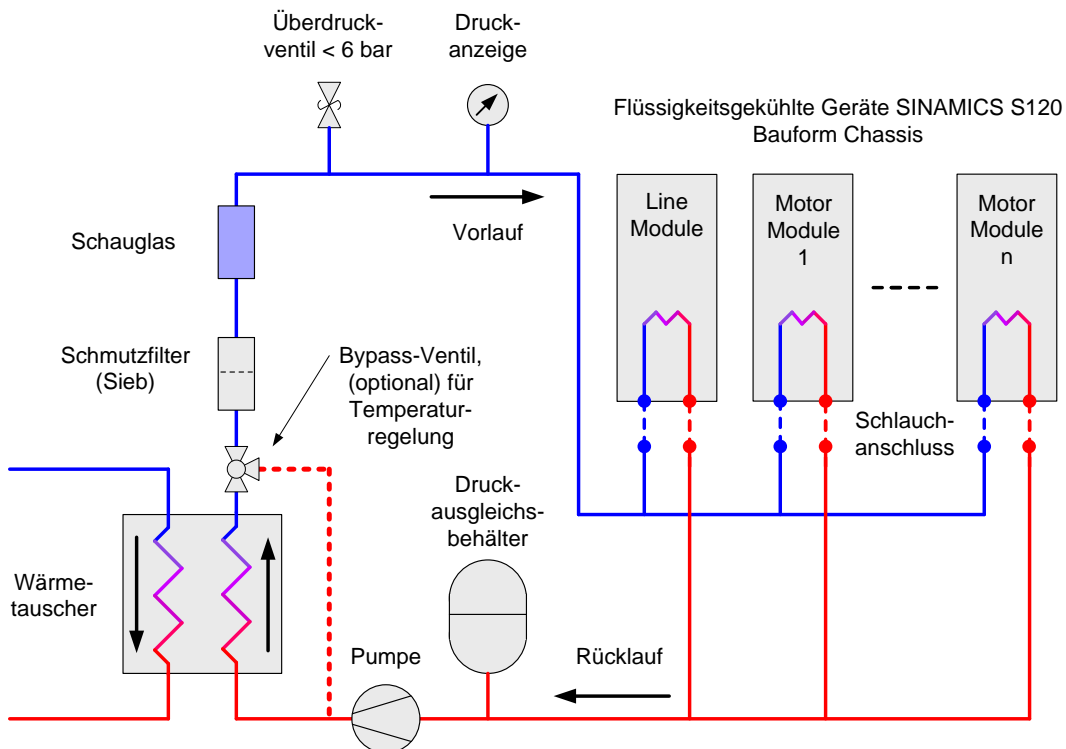 Überdruck-
ventil < 6 bar
Druck-
anzeige
Flüssigkeitsgekühlte Geräte SINAMICS S120
Bauform Chassis
Line
Module
Motor
Module
1
Motor
Module
n
Vorlauf
Schauglas
Schmutzfilter
(Sieb)
Bypass-Ventil,
(optional) für
Temperatur-
regelung
Schlauch-
anschluss
Druck-
ausgleichs-
behälter
Wärme-
tauscher
Pumpe
Rücklauf